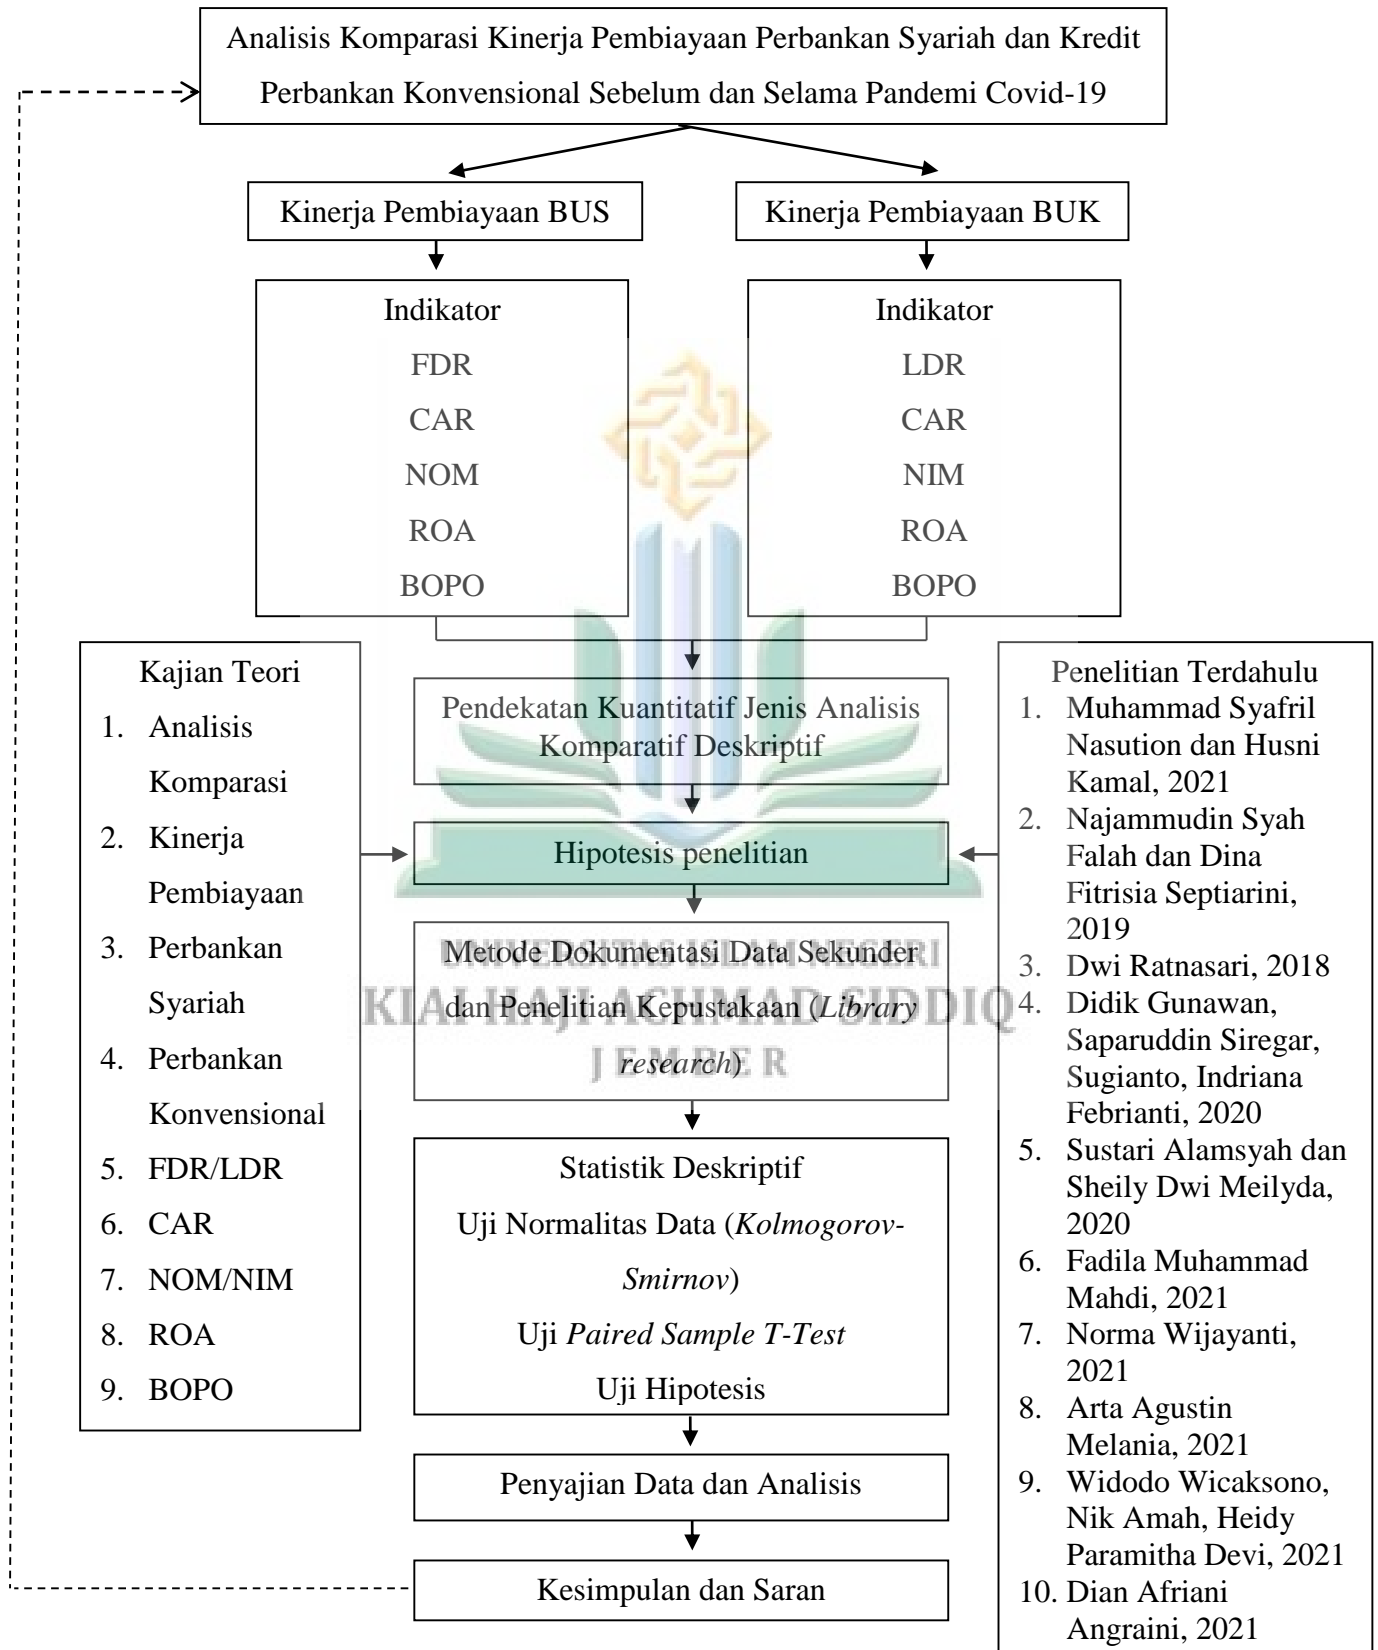 Analisis Komparasi Kinerja Pembiayaan Perbankan Syariah dan Kredit
Perbankan Konvensional Sebelum dan Selama Pandemi Covid-19
Kinerja Pembiayaan BUS
Kinerja Pembiayaan BUK
Indikator
FDR
CAR
NOM
ROA
BOPO
Indikator
LDR
CAR
NIM
ROA
BOPO
Kajian Teori
1. Analisis
Komparasi
2. Kinerja
Pembiayaan
3. Perbankan
Syariah
4. Perbankan
Konvensional
5. FDR/LDR
6. CAR
7. NOM/NIM
8. ROA
9. BOPO
Pendekatan Kuantitatif Jenis Analisis
Komparatif Deskriptif
Hipotesis penelitian
Metode Dokumentasi Data Sekunder
dan Penelitian Kepustakaan (Library
research)
UNIVERSITAS ISLAM NEGERI
KIAI HAJI ACHMAD SIDDIQ
JEMBER
Statistik Deskriptif
Uji Normalitas Data (Kolmogorov-
Smirnov)
Uji Paired Sample T-Test
Uji Hipotesis
Penyajian Data dan Analisis
Kesimpulan dan Saran
Penelitian Terdahulu
1. Muhammad Syafril
Nasution dan Husni
Kamal, 2021
2. Najammudin Syah
Falah dan Dina
Fitrisia Septiarini,
2019
3. Dwi Ratnasari, 2018
4. Didik Gunawan,
Saparuddin Siregar,
Sugianto, Indriana
Febrianti, 2020
5. Sustari Alamsyah dan
Sheily Dwi Meilyda,
2020
6. Fadila Muhammad
Mahdi, 2021
7. Norma Wijayanti,
2021
8. Arta Agustin
Melania, 2021
9. Widodo Wicaksono,
Nik Amah, Heidy
Paramitha Devi, 2021
10. Dian Afriani
Angraini, 2021